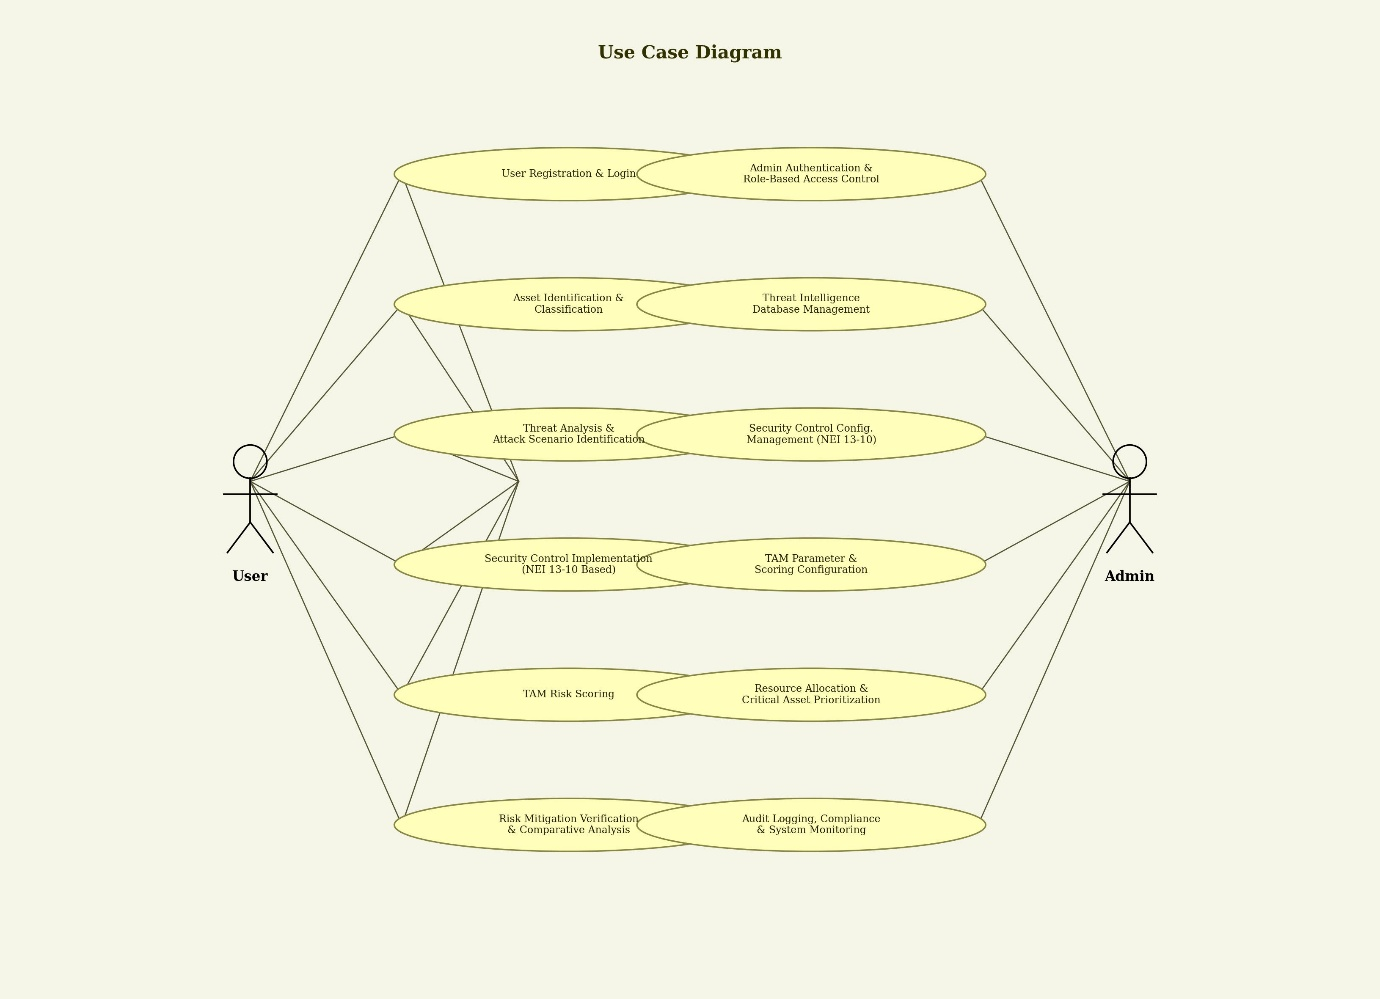 Use Case Diagram
User Registration & Login
Admin Authentication &
Role-Based Access Control
Asset Identification &
Classification
Threat Intelligence
Database Management
Threat Analysis &
Attack Scenario Identification
Security Control Config.
Management (NEI 13-10)
Security Control Implementation
(NEI 13-10 Based)
TAM Parameter &
Scoring Configuration
User
Admin
TAM Risk Scoring
Resource Allocation &
Critical Asset Prioritization
Risk Mitigation Verification
& Comparative Analysis
Audit Logging, Compliance
& System Monitoring